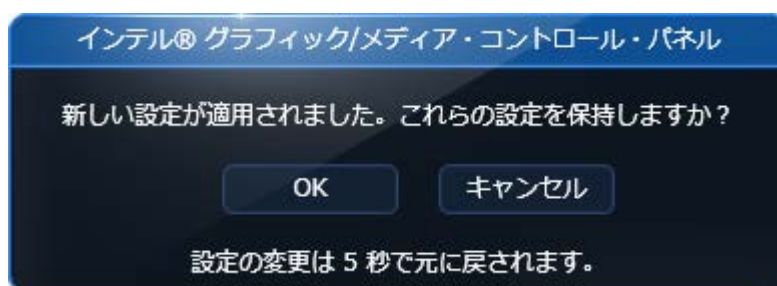 インテル® グラフィック/メディア・コントロール・パネル
新しい設定が適用されました。これらの設定を保持しますか？
OK キャンセル
設定の変更は 5 秒で元に戻されます。